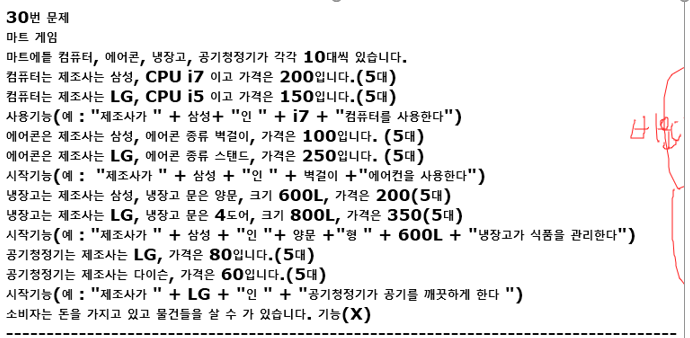 30번 문제
마트 게임
마트에틑 컴퓨터, 에어콘, 냉장고, 공기청정기가 각각 10대씩 있습니다.
컴퓨터는 제조사는 삼성, CPU i7 이고 가격은 200입니다.(5대)
컴퓨터는 제조사는 LG, CPU i5 이고 가격은 150입니다.(5대)
사용기능(예 : "제조사가 " + 삼성+ "인 " + i7 + "컴퓨터를 사용한다")
에어콘은 제조사는 삼성, 에어콘 종류 벽걸이, 가격은 100입니다. (5대)
에어콘은 제조사는 LG, 에어콘 종류 스탠드, 가격은 250입니다. (5대)
시작기능(예 :  "제조사가 " + 삼성 + "인 " + 벽걸이 +"에어컨을 사용한다")
냉장고는 제조사는 삼성, 냉장고 문은 양문, 크기 600L, 가격은 200(5대)
냉장고는 제조사는 LG, 냉장고 문은 4도어, 크기 800L, 가격은 350(5대)
시작기능(예 : "제조사가 " + 삼성 + "인 "+ 양문 +"형 " + 600L + "냉장고가 식품을 관리한다")
공기청정기는 제조사는 LG, 가격은 80입니다.(5대)
공기청정기는 제조사는 다이슨, 가격은 60입니다.(5대)
시작기능(예 : "제조사가 " + LG + "인 " + "공기청정기가 공기를 깨끗하게 한다 ")
소비자는 돈을 가지고 있고 물건들을 살 수 가 있습니다. 기능(X)